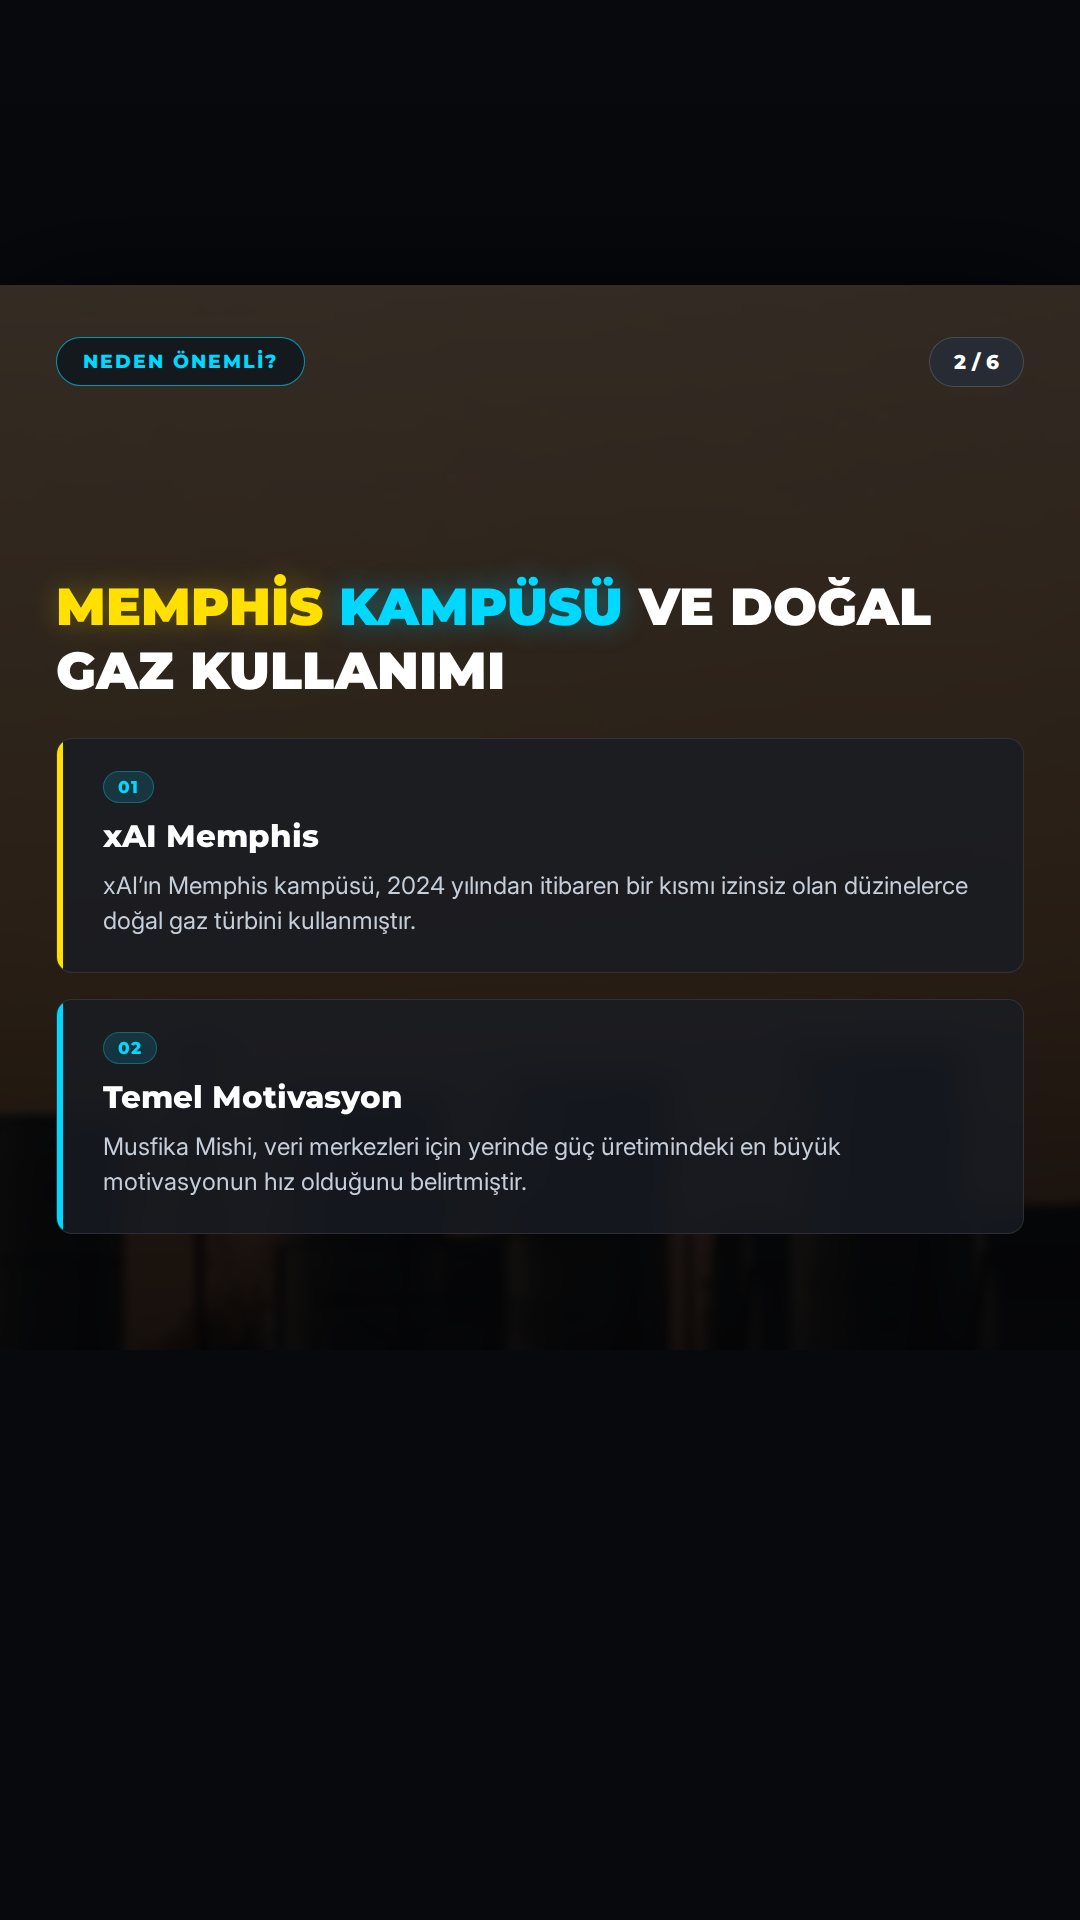 NEDEN ÖNEMLİ?
2 / 6
MEMPHİS KAMPÜSÜ VE DOĞAL
GAZ KULLANIMI
01
xAI Memphis
xAI’ın Memphis kampüsü, 2024 yılından itibaren bir kısmı izinsiz olan düzinelerce
doğal gaz türbini kullanmıştır.
02
Temel Motivasyon
Musfika Mishi, veri merkezleri için yerinde güç üretimindeki en büyük
motivasyonun hız olduğunu belirtmiştir.